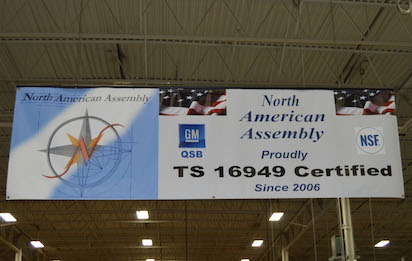 North American Assembly
North
American
Assembly
GM
QSB
NSF
Proudly
TS 16949 Certified
Since 2006